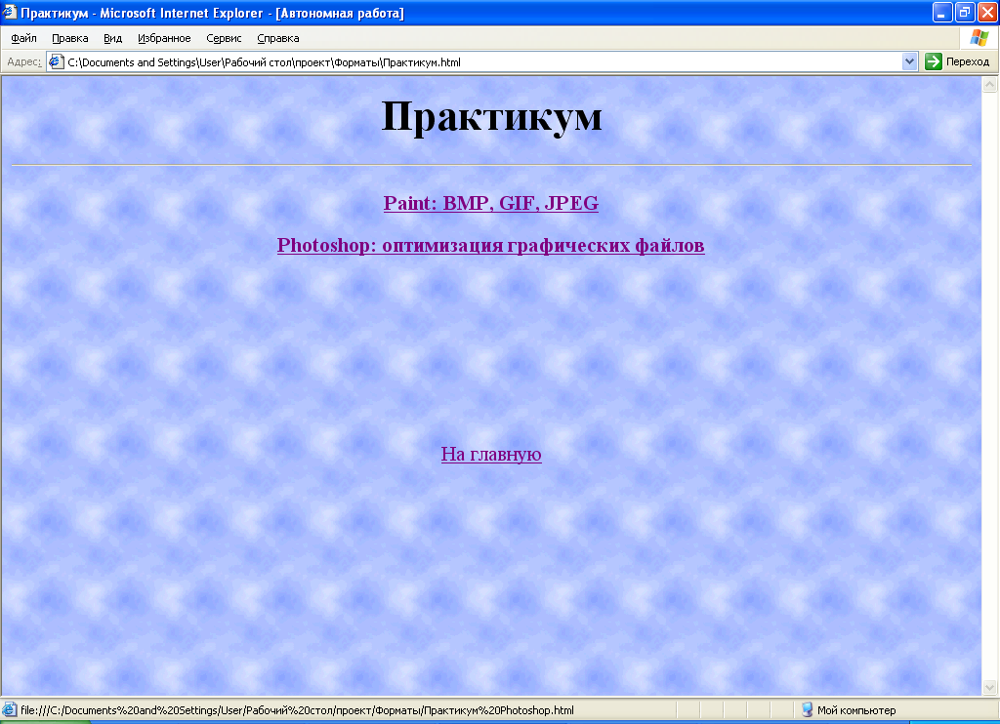 Практикум - Microsoft Internet Explorer - [Автономная работа]
Файл Правка Вид Избранное Сервис Справка
Адрес: C:\Documents and Settings\User\Рабочий стол\проект\Форматы\Практикум.html Переход
Практикум
Paint: BMP, GIF, JPEG
Photoshop: оптимизация графических файлов
На главную
file:///C:/Documents%20and%20Settings/User/Рабочий%20стол/проект/Форматы/Практикум%20Photoshop.html Мой компьютер